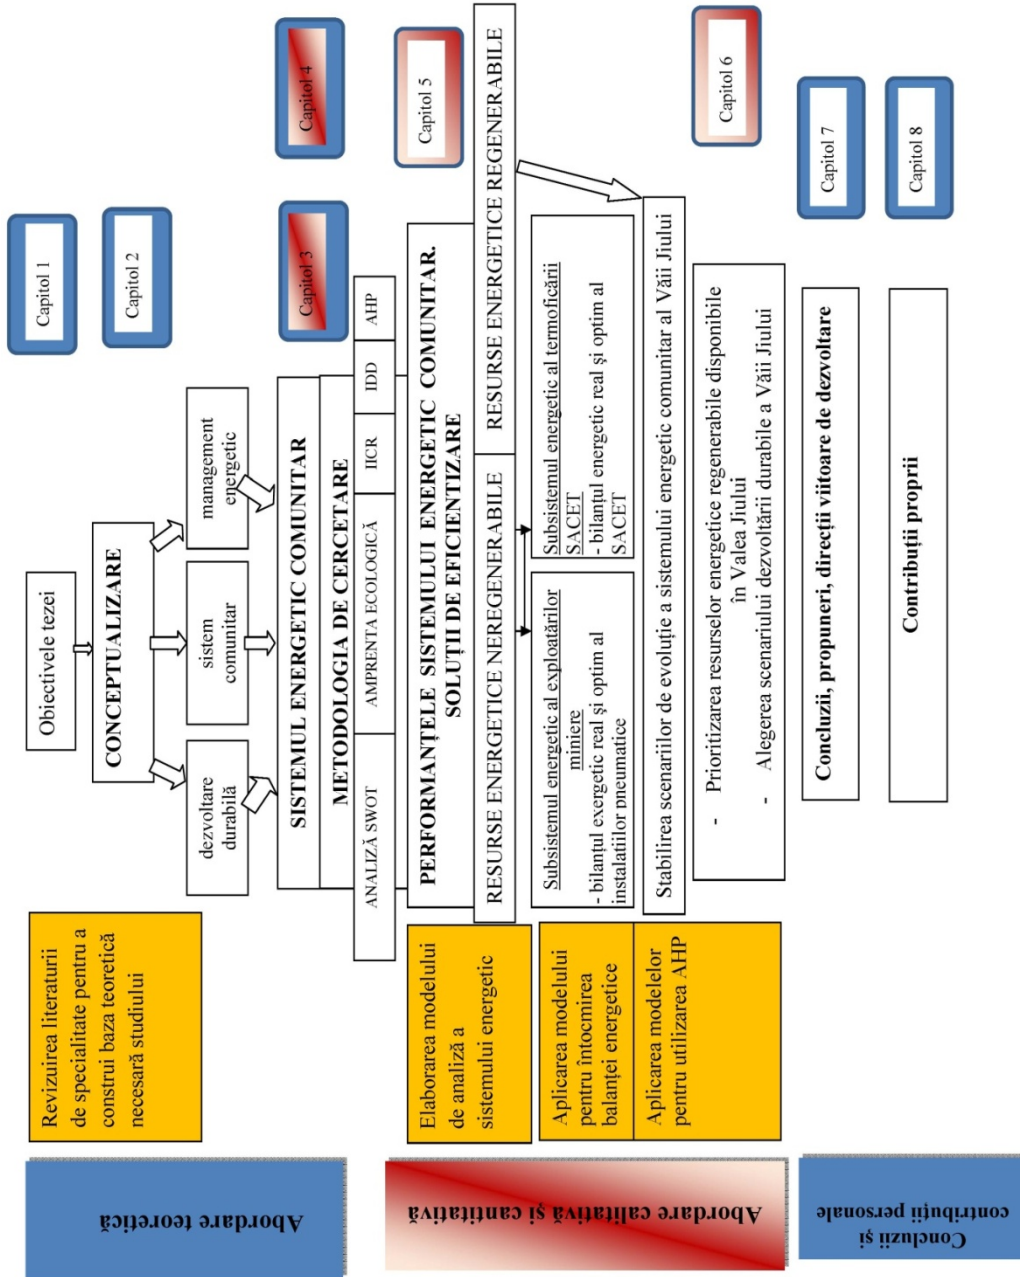 Obiectivele tezei
Capitol 1
CONCEPTUALIZARE
Capitol 2
dezvoltare
durabilă
sistem
comunitar
management
energetic
Revizuirea literaturii
de specialitate pentru a
construi baza teoretică
necesară studiului
Abordare teoretică
SISTEMUL ENERGETIC COMUNITAR
Capitol 3
Capitol 4
METODOLOGIA DE CERCETARE
ANALIZĂ SWOT
AMPRENTA ECOLOGICĂ
IICR
IDD
AHP
Capitol 5
PERFORMANȚELE SISTEMULUI ENERGETIC COMUNITAR.
SOLUȚII DE EFICIENTIZARE
Elaborarea modelului
de analiză a
sistemului energetic
RESURSE ENERGETICE NEREGENERABILE
RESURSE ENERGETICE REGENERABILE
Abordare calitativă și cantitativă
Aplicarea modelului
pentru întocmirea
balanței energetice
Subsistemul energetic al exploatărilor
miniere
- bilanțul exergetic real și optim al
instalatiilor pneumatice
Subsistemul energetic al termoficării
SACET
- bilanțul energetic real și optim al
SACET
Aplicarea modelelor
pentru utilizarea AHP
Stabilirea scenariilor de evoluție a sistemului energetic comunitar al Văii Jiului
Capitol 6
- Prioritizarea resurselor energetice regenerabile disponibile
în Valea Jiului
- Alegerea scenariului dezvoltării durabile a Văii Jiului
Concluzii și
contribuții personale
Concluzii, propuneri, direcții viitoare de dezvoltare
Capitol 7
Contribuții proprii
Capitol 8